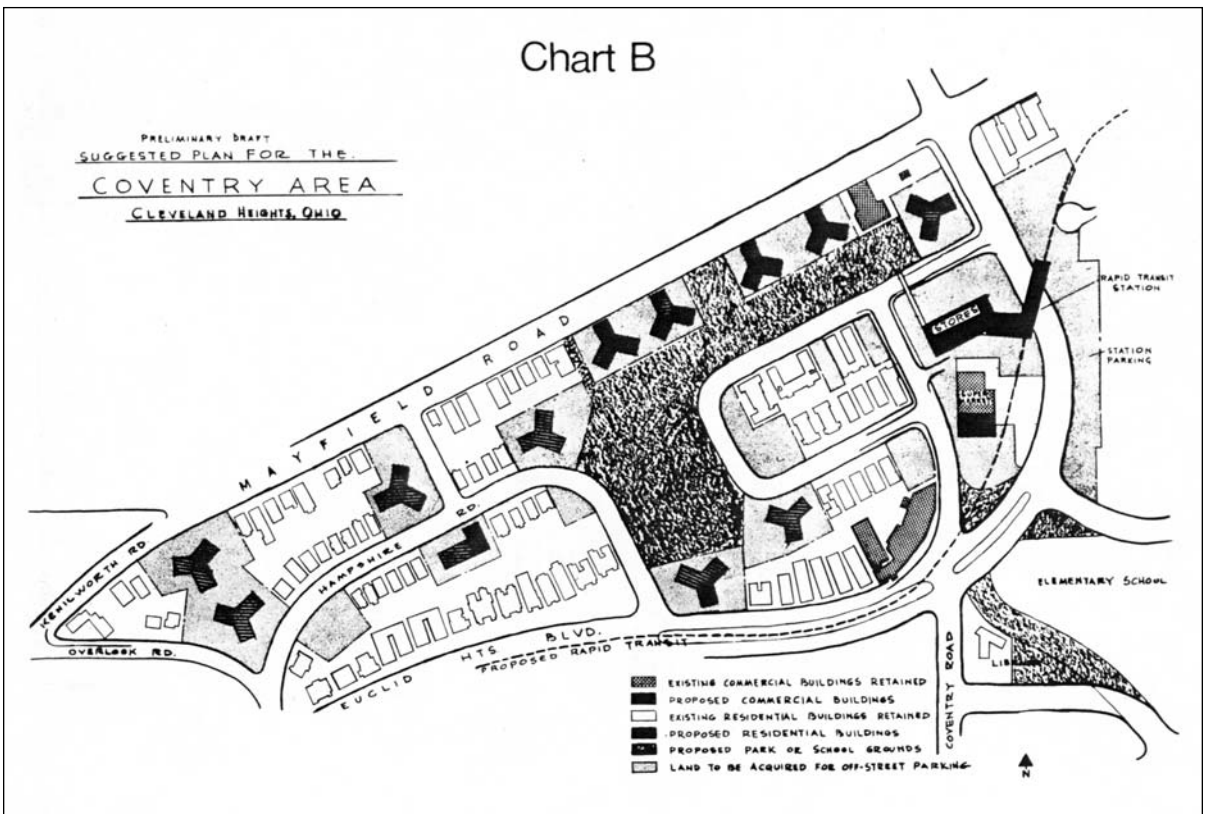 Chart B
PRELIMINARY DRAFT
SUGGESTED PLAN FOR THE.
COVENTRY AREA
CLEVELAND HEIGHTS, OHIO
MAYFIELD ROAD
RAPID TRANSIT
STATION
STORES
STATION
PARKING
KENILWORTH RD.
HAMPSHIRE RD.
OVERLOOK RD.
ELEMENTARY SCHOOL
EUCLID HTS. BLVD.
PROPOSED RAPID TRANSIT
COVENTRY ROAD
EXISTING COMMERCIAL BUILDINGS RETAINED
PROPOSED COMMERCIAL BUILDINGS
EXISTING RESIDENTIAL BUILDINGS RETAINED
PROPOSED RESIDENTIAL BUILDINGS
PROPOSED PARK OR SCHOOL GROUNDS
LAND TO BE ACQUIRED FOR OFF-STREET PARKING
N